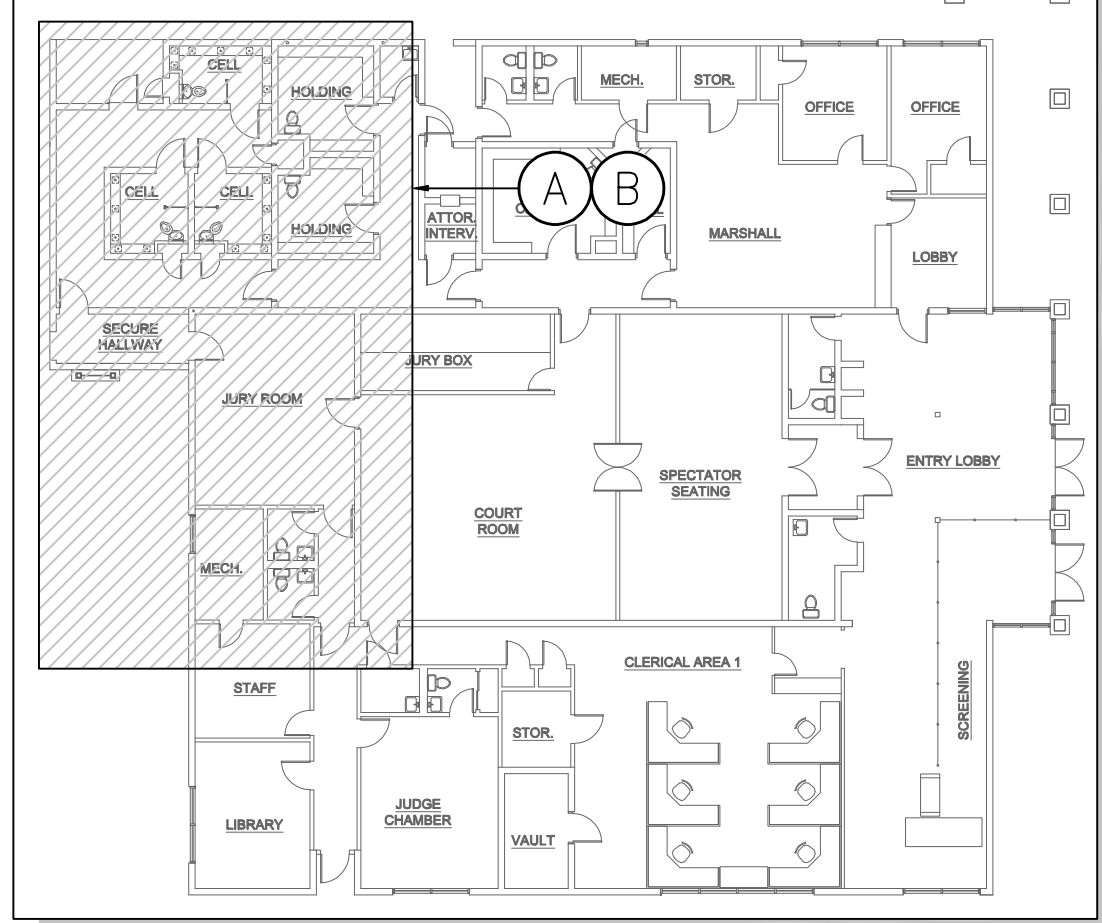 CELL
HOLDING
MECH.
STOR.
OFFICE
OFFICE
CELL
CELL
A
B
HOLDING
ATTOR.
INTERV.
MARSHALL
LOBBY
SECURE
HALLWAY
JURY BOX
JURY ROOM
ENTRY LOBBY
SPECTATOR
SEATING
COURT
ROOM
MECH.
CLERICAL AREA 1
STAFF
SCREENING
STOR.
JUDGE
CHAMBER
LIBRARY
VAULT